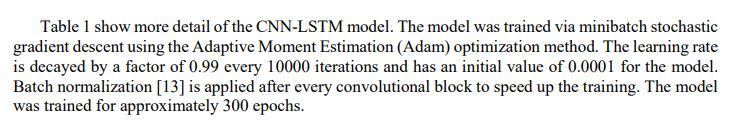 Table 1 show more detail of the CNN-LSTM model. The model was trained via minibatch stochastic
gradient descent using the Adaptive Moment Estimation (Adam) optimization method. The learning rate
is decayed by a factor of 0.99 every 10000 iterations and has an initial value of 0.0001 for the model.
Batch normalization [13] is applied after every convolutional block to speed up the training. The model
was trained for approximately 300 epochs.